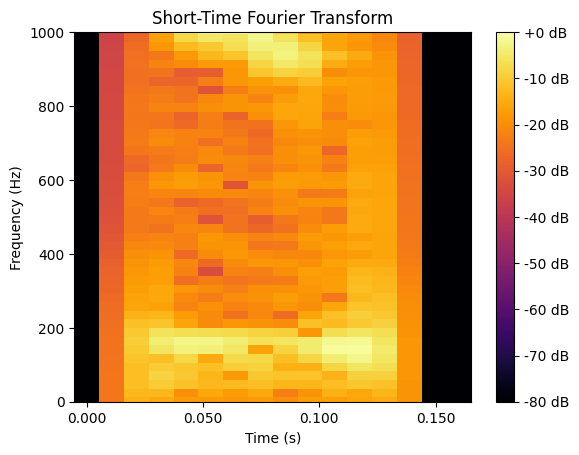 Short-Time Fourier Transform
1000
800
600
400
200
0
Frequency (Hz)
0.000
0.050
0.100
0.150
Time (s)
+0 dB
-10 dB
-20 dB
-30 dB
-40 dB
-50 dB
-60 dB
-70 dB
-80 dB